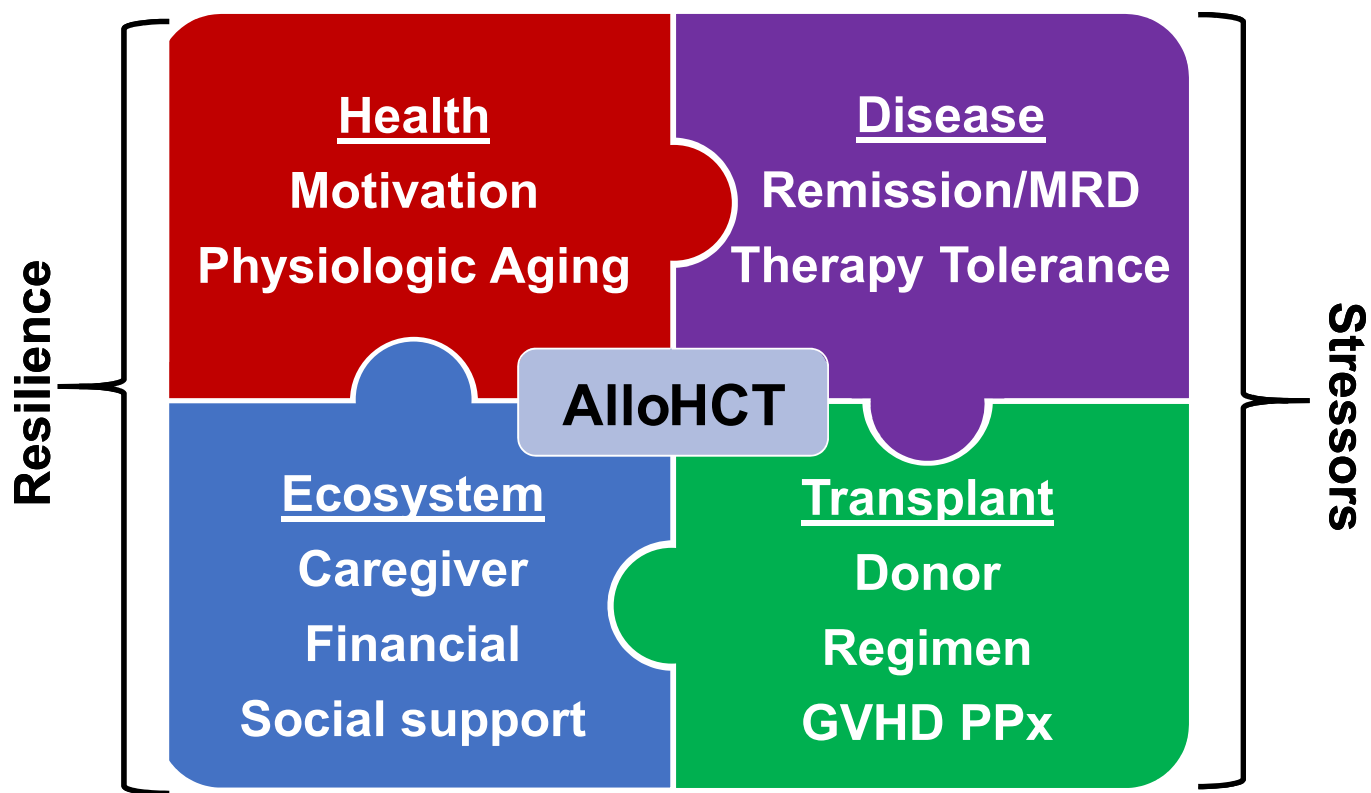 Resilience
Health
Motivation
Physiologic Aging
Disease
Remission/MRD
Therapy Tolerance
AlloHCT
Ecosystem
Caregiver
Financial
Social support
Transplant
Donor
Regimen
GVHD PPx
Stressors